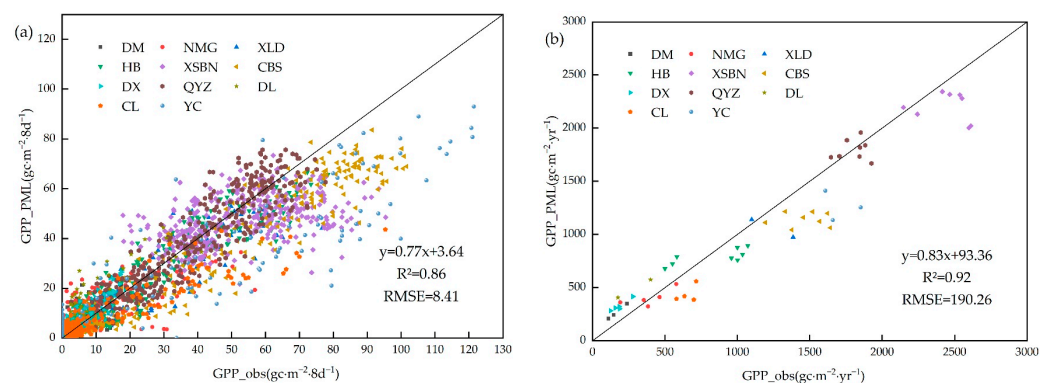 (a)
DM NMG XLD
HB XSBN CBS
DX QYZ DL
CL YC
y=0.77x+3.64
R²=0.86
RMSE=8.41
GPP_PML(gc·m⁻²·8d⁻¹)
120
100
80
60
40
20
0
0 10 20 30 40 50 60 70 80 90 100 110 120 130
GPP_obs(gc·m⁻²·8d⁻¹)
(b)
DM NMG XLD
HB XSBN CBS
DX QYZ DL
CL YC
y=0.83x+93.36
R²=0.92
RMSE=190.26
GPP_PML(gc·m⁻²·yr⁻¹)
3000
2500
2000
1500
1000
500
0
0 500 1000 1500 2000 2500 3000
GPP_obs(gc·m⁻²·yr⁻¹)